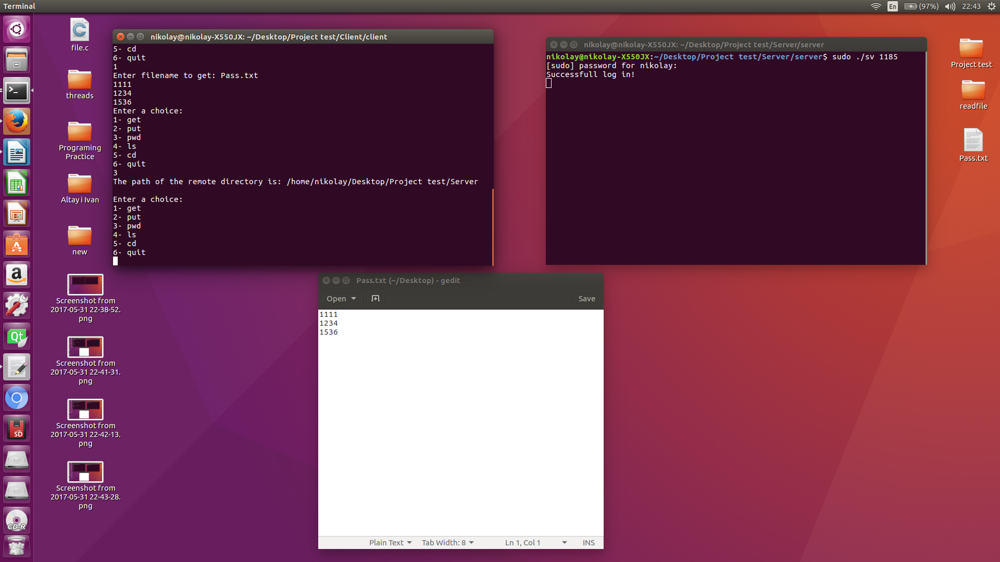 Terminal
En
(97%)
22:43
file.c
threads
Programing
Practice
Altay i Ivan
new
Screenshot from
2017-05-31 22-38-52.
png
Screenshot from
2017-05-31 22-41-31.
png
Screenshot from
2017-05-31 22-42-13.
png
Screenshot from
2017-05-31 22-43-28.
png
nikolay@nikolay-X550JX: ~/Desktop/Project test/Client/client
5- cd
6- quit
1
Enter filename to get: Pass.txt
1111
1234
1536
Enter a choice:
1- get
2- put
3- pwd
4- ls
5- cd
6- quit
3
The path of the remote directory is: /home/nikolay/Desktop/Project test/Server
Enter a choice:
1- get
2- put
3- pwd
4- ls
5- cd
6- quit
nikolay@nikolay-X550JX: ~/Desktop/Project test/Server/server
nikolay@nikolay-X550JX:~/Desktop/Project test/Server/server$ sudo ./sv 1185
[sudo] password for nikolay:
Successfull log in!
Pass.txt (~/Desktop) - gedit
Open
Save
1111
1234
1536
Plain Text
Tab Width: 8
Ln 1, Col 1
INS
Project test
readfile
Pass.txt
a
Qt
SD
CD-R